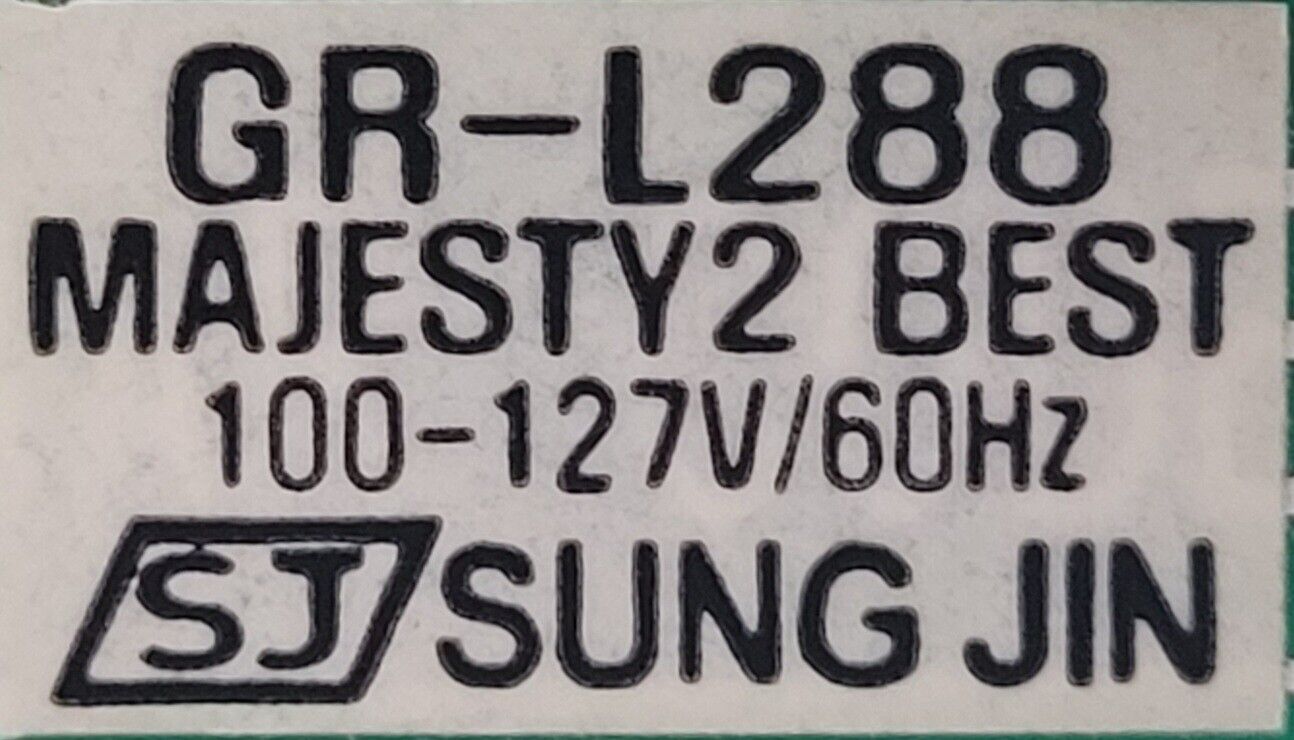 GR-L288
MAJESTY2 BEST
100-127V/60Hz
SJ SUNG JIN